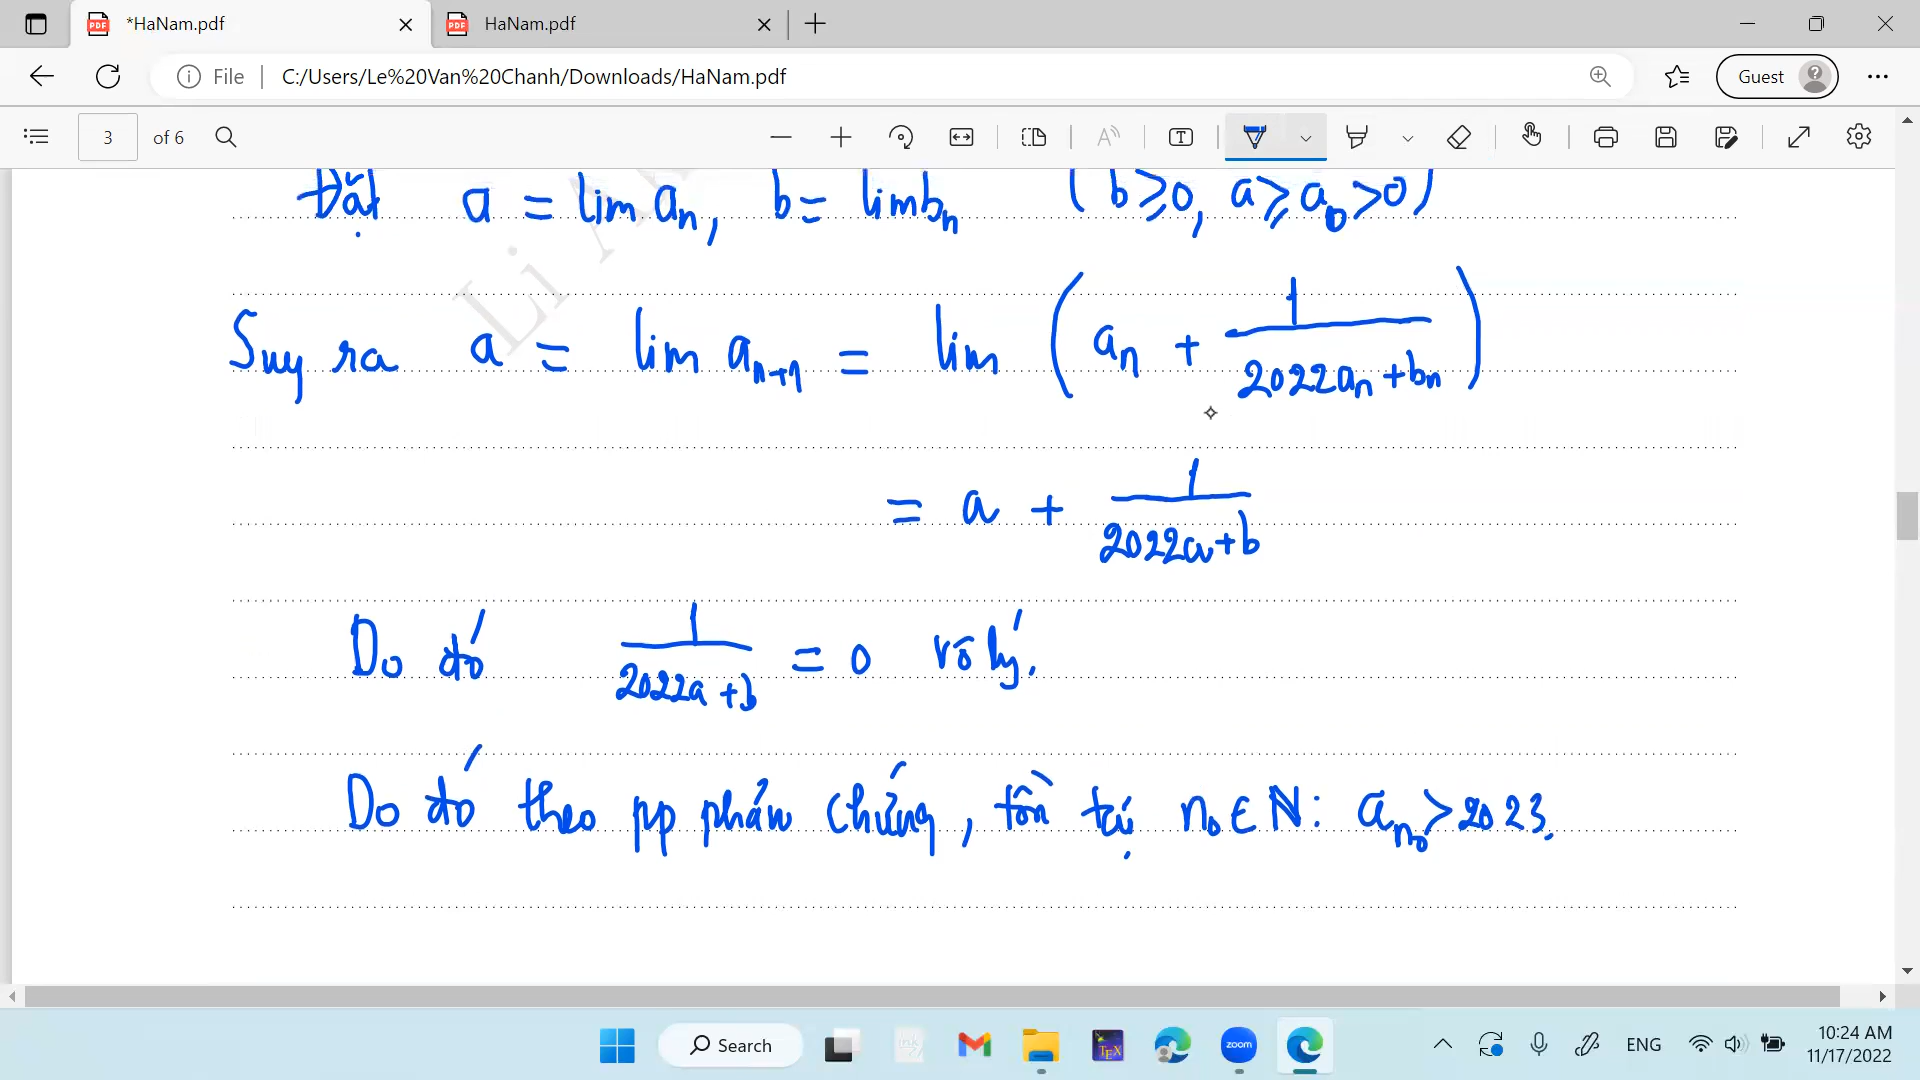 *HaNam.pdf
HaNam.pdf
File
C:/Users/Le%20Van%20Chanh/Downloads/HaNam.pdf
Guest
3 of 6
Đặt a = lim aₙ, b = lim bₙ (b ⩾ 0, a ⩾ a₀ > 0)
Li
Suy ra a = lim aₙ₊₁ = lim (aₙ + 1/(2022aₙ + bₙ))
= a + 1/(2022a + b)
Do đó 1/(2022a + b) = 0 vô lý.
Do đó theo pp phản chứng, tồn tại n₀ ∈ ℕ: aₙ₀ > 2023.
Search
zoom
TEX
ENG
10:24 AM
11/17/2022